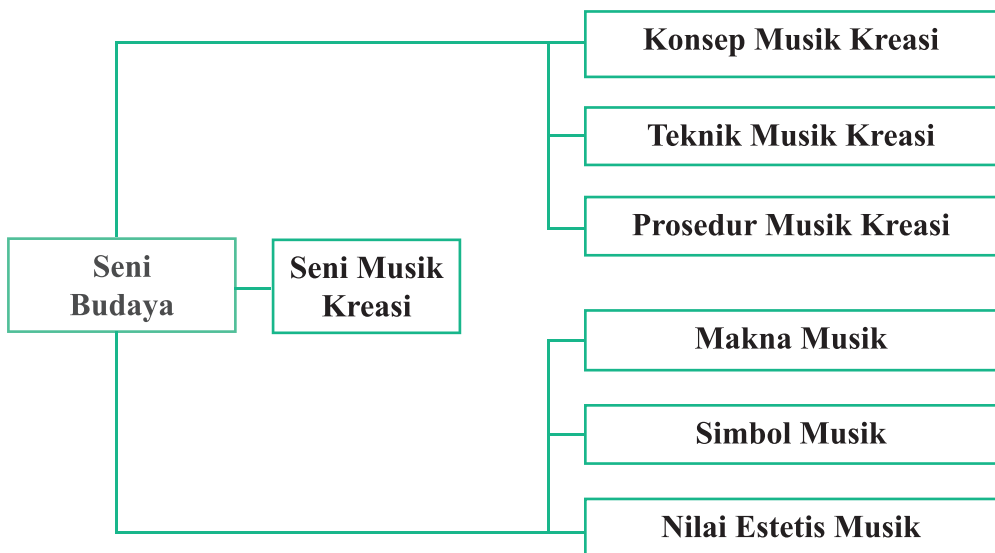 Konsep Musik Kreasi
Teknik Musik Kreasi
Prosedur Musik Kreasi
Seni
Budaya
Seni Musik
Kreasi
Makna Musik
Simbol Musik
Nilai Estetis Musik